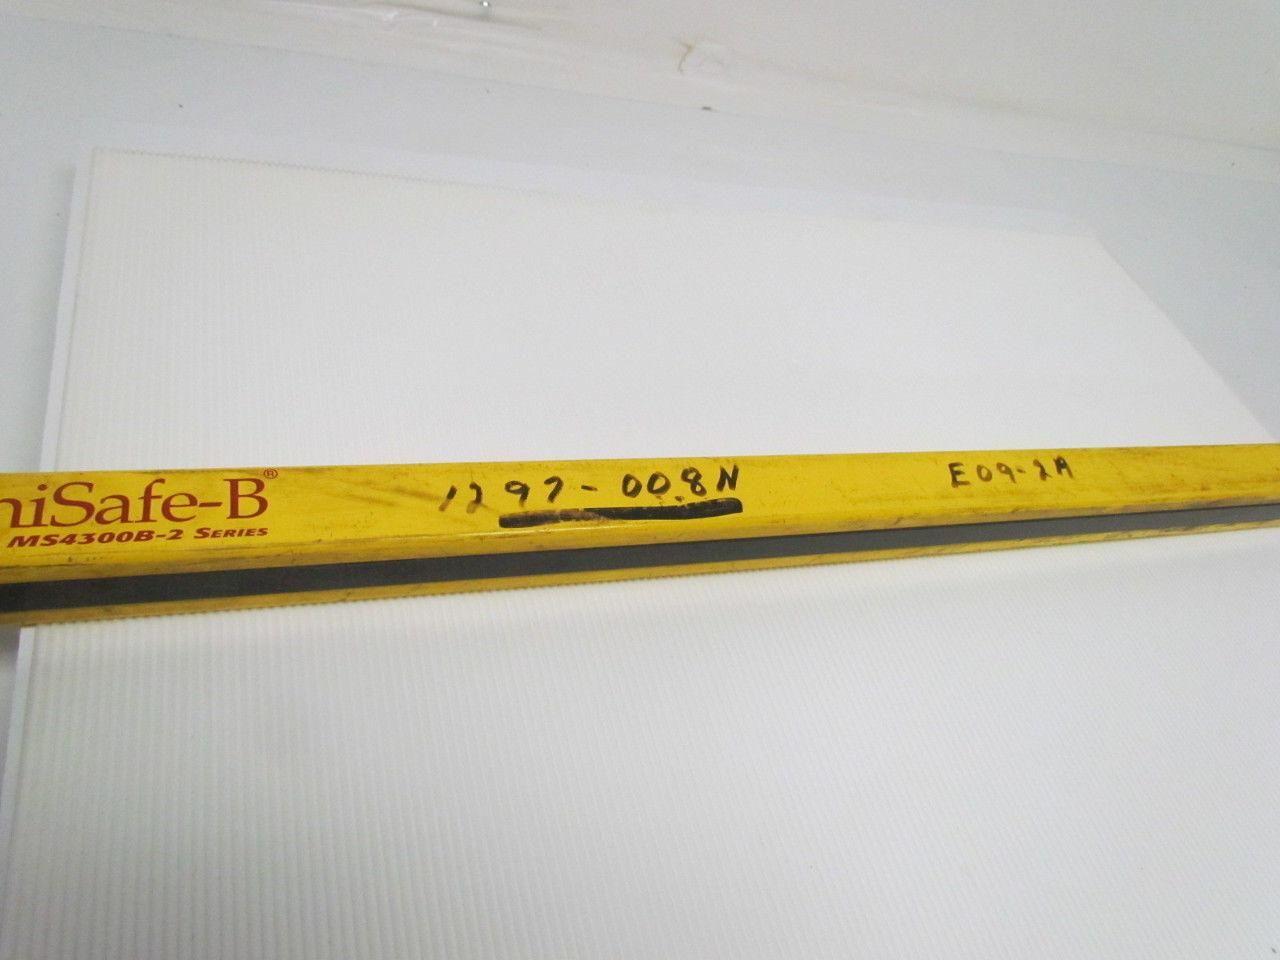 niSafe-B®
MS4300B-2 SERIES
1297-008N
E09-2A